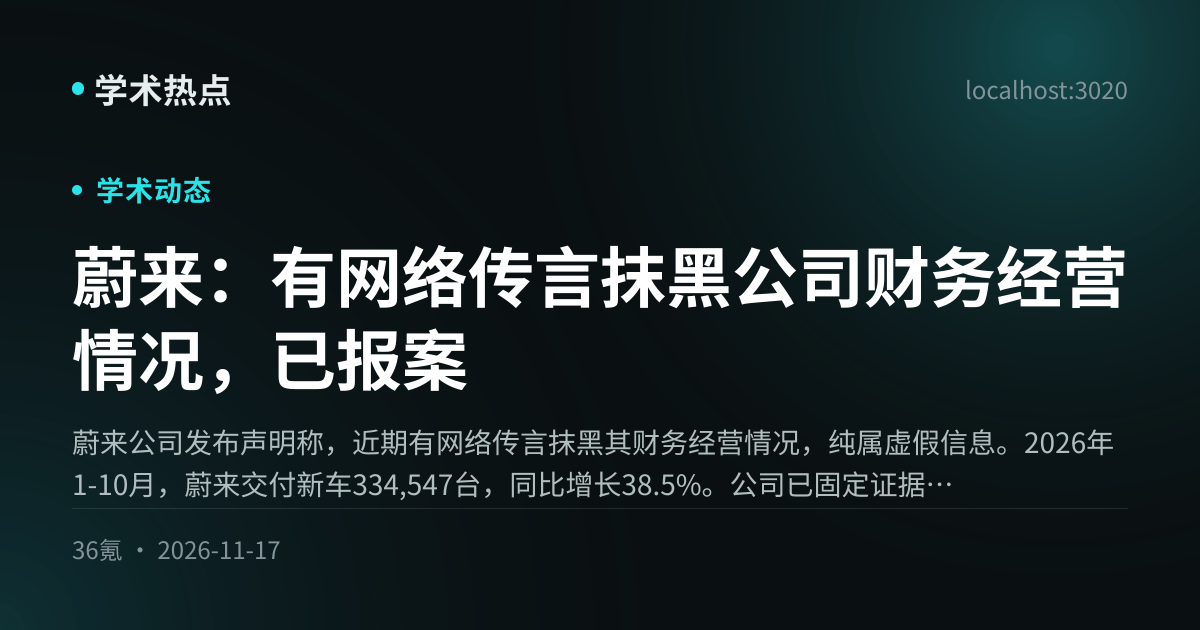 学术热点
localhost:3020
学术动态
蔚来：有网络传言抹黑公司财务经营
情况，已报案
蔚来公司发布声明称，近期有网络传言抹黑其财务经营情况，纯属虚假信息。2026年
1-10月，蔚来交付新车334,547台，同比增长38.5%。公司已固定证据…
36氪 · 2026-11-17